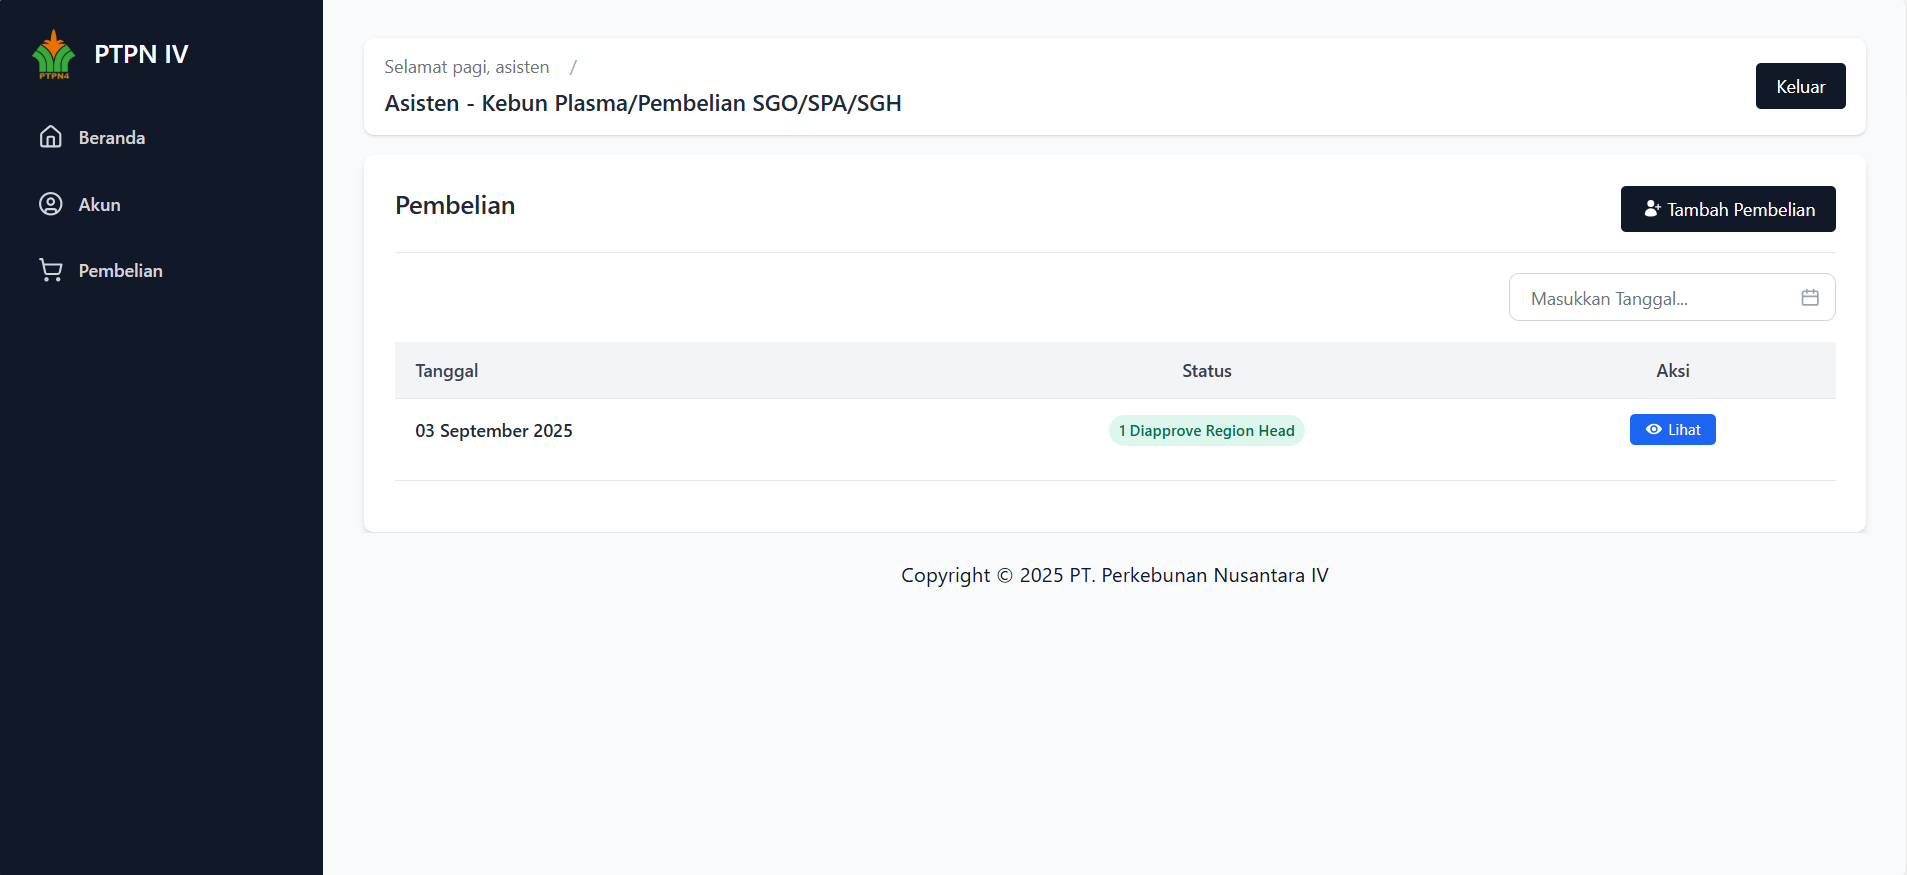 PTPN4
PTPN IV
Beranda
Akun
Pembelian
Selamat pagi, asisten /
Asisten - Kebun Plasma/Pembelian SGO/SPA/SGH
Keluar
Pembelian
Tambah Pembelian
Masukkan Tanggal...
Tanggal Status Aksi
03 September 2025 1 Diapprove Region Head Lihat
Copyright © 2025 PT. Perkebunan Nusantara IV